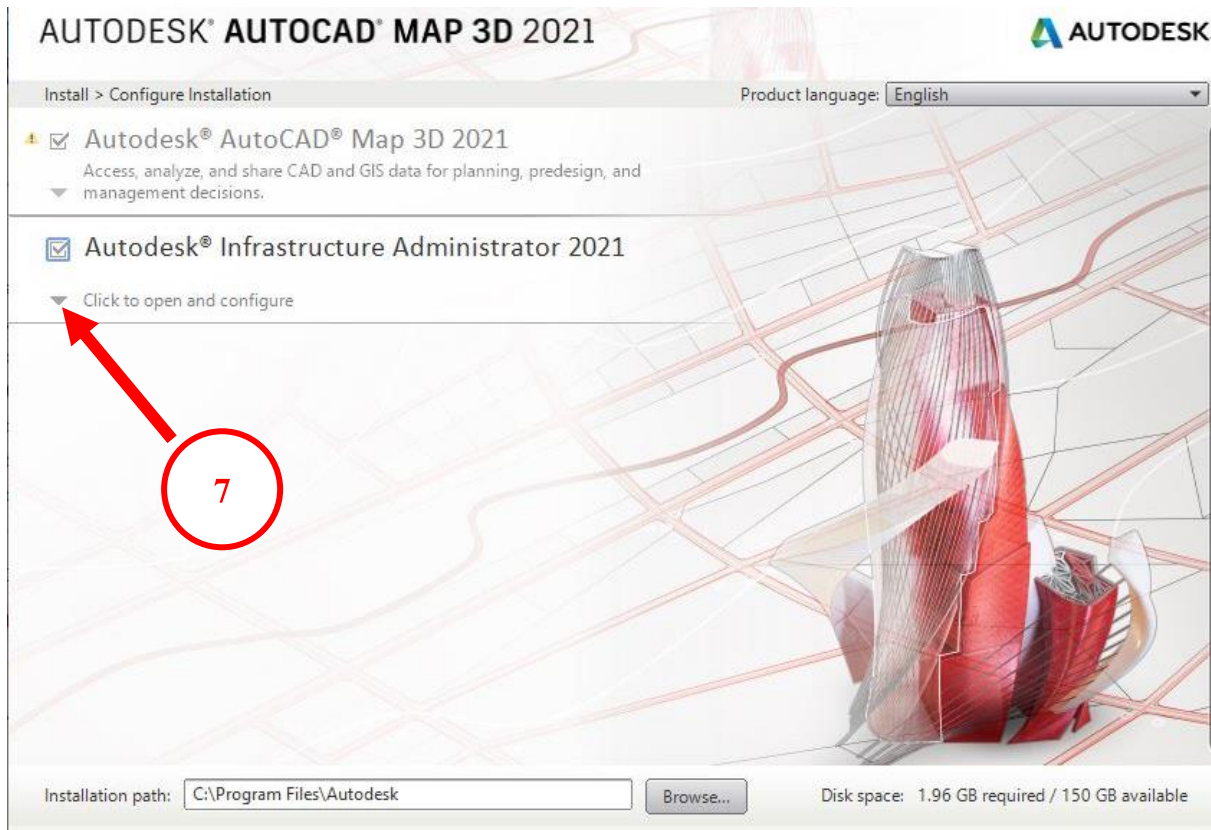 AUTODESK® AUTOCAD® MAP 3D 2021
AUTODESK
Install > Configure Installation
Product language: English
Autodesk® AutoCAD® Map 3D 2021
Access, analyze, and share CAD and GIS data for planning, predesign, and
management decisions.
Autodesk® Infrastructure Administrator 2021
Click to open and configure
7
Installation path: C:\Program Files\Autodesk
Browse...
Disk space: 1.96 GB required / 150 GB available